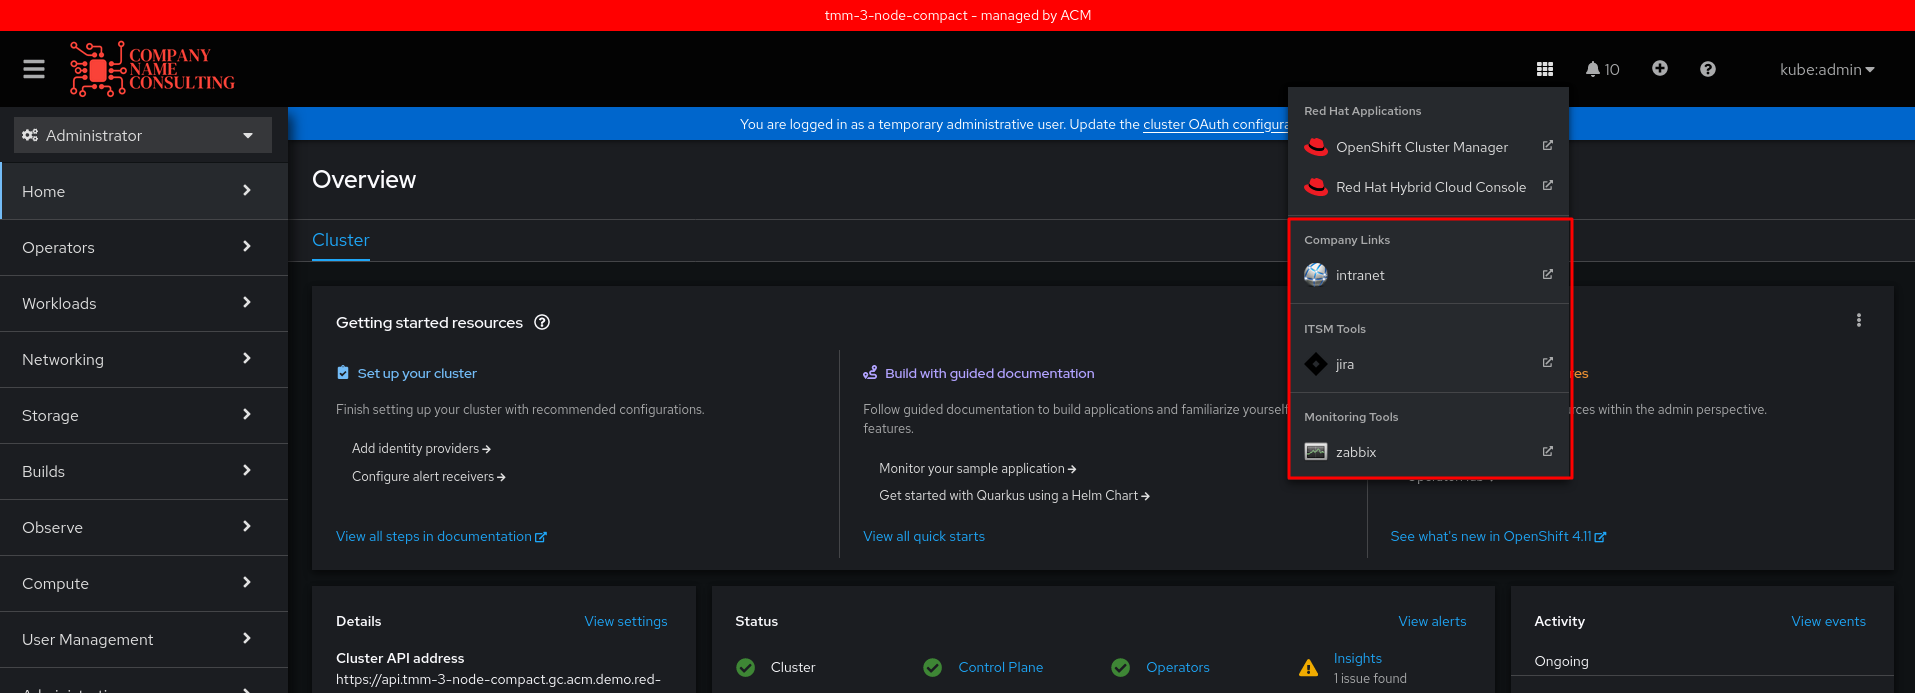 tmm-3-node-compact - managed by ACM
COMPANY
NAME
CONSULTING
10
kube:admin
Administrator
Home
Operators
Workloads
Networking
Storage
Builds
Observe
Compute
User Management
You are logged in as a temporary administrative user. Update the cluster OAuth
Overview
Cluster
Red Hat Applications
OpenShift Cluster Manager
Red Hat Hybrid Cloud Console
Company Links
intranet
ITSM Tools
jira
Monitoring Tools
zabbix
Getting started resources
Set up your cluster
Finish setting up your cluster with recommended configurations.
Add identity providers
Configure alert receivers
View all steps in documentation
Build with guided documentation
Follow guided documentation to build applications and familiarize yourself
features.
Monitor your sample application
Get started with Quarkus using a Helm Chart
View all quick starts
within the admin perspective.
See what's new in OpenShift 4.11
Details
View settings
Cluster API address
https://api.tmm-3-node-compact.gc.acm.demo.red-
Status
View alerts
Cluster
Control Plane
Operators
Insights
1 issue found
Activity
View events
Ongoing